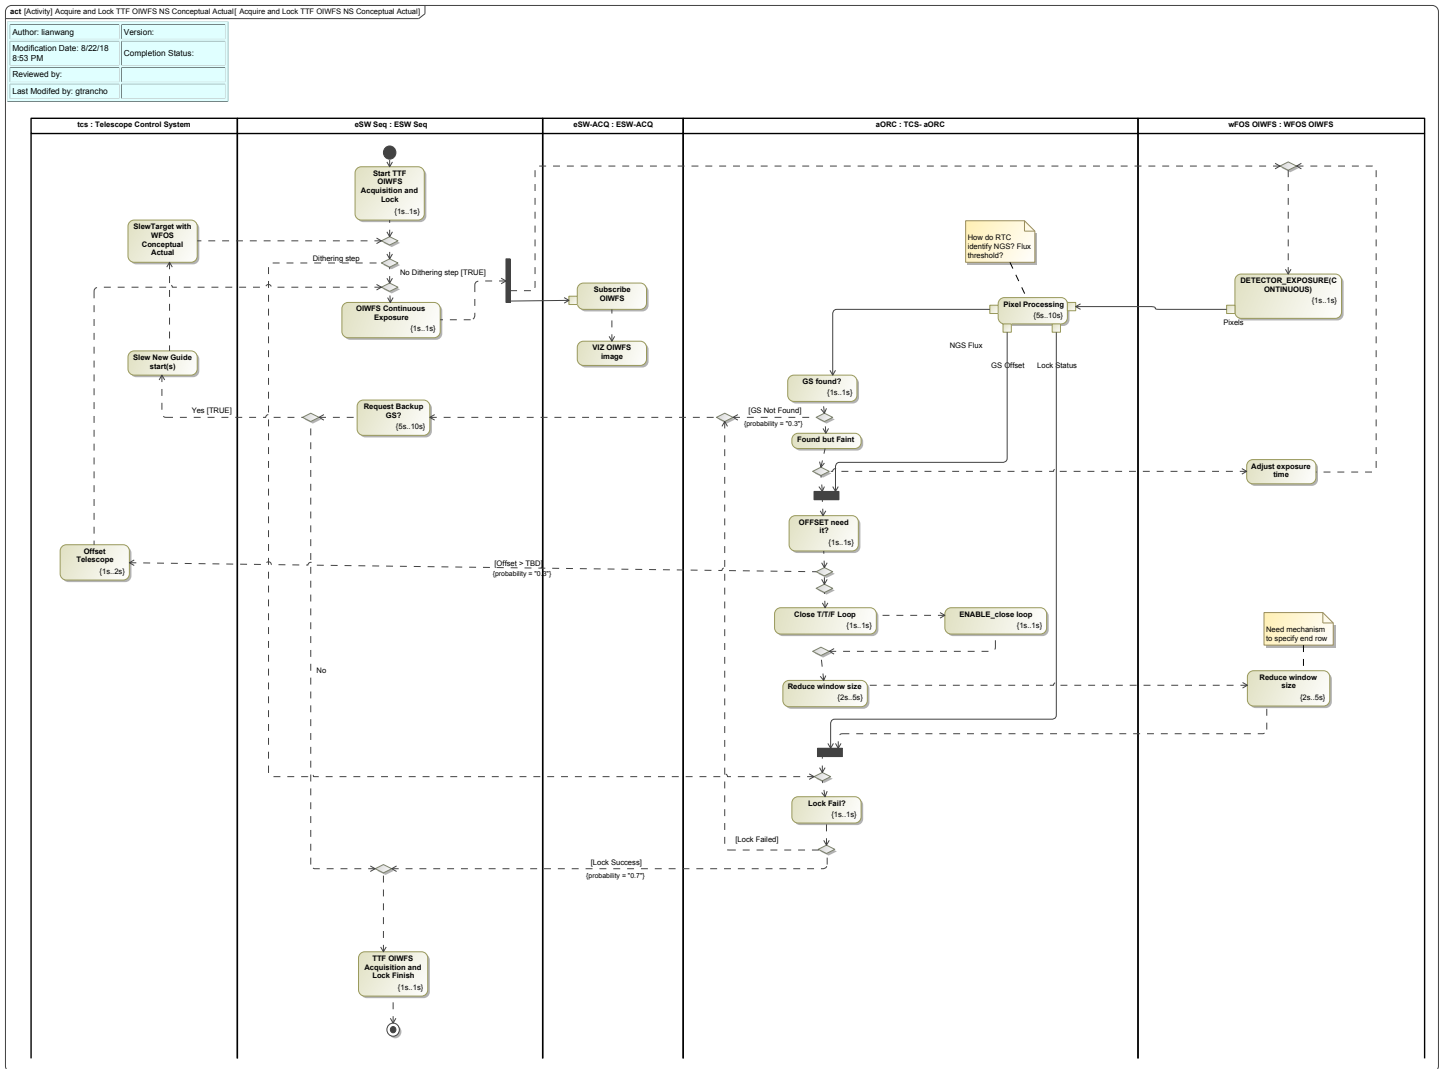 act [Activity] Acquire and Lock TTF OIWFS NS Conceptual Actual[ Acquire and Lock TTF OIWFS NS Conceptual Actual]
Author: lianwang
Version:
Modification Date: 8/22/18
8:53 PM
Completion Status:
Reviewed by:
Last Modifed by: gtrancho
tcs : Telescope Control System
eSW Seq : ESW Seq
eSW-ACQ : ESW-ACQ
aORC : TCS- aORC
wFOS OIWFS : WFOS OIWFS
Start TTF
OIWFS
Acquisition and
Lock
{1s..1s}
SlewTarget with
WFOS
Conceptual
Actual
Dithering step
No Dithering step [TRUE]
OIWFS Continuous
Exposure
{1s..1s}
Subscribe
OIWFS
ViZ OIWFS
image
How do RTC
identify NGS? Flux
threshold?
Pixel Processing
{5s..10s}
DETECTOR_EXPOSURE(C
ONTINUOUS)
{1s..1s}
Pixels
NGS Flux
GS Offset
Lock Status
Slew New Guide
start(s)
Yes [TRUE]
Request Backup
GS?
{5s..10s}
GS found?
{1s..1s}
[GS Not Found]
{probability = "0.3"}
Found but Faint
Adjust exposure
time
OFFSET need
it?
{1s..1s}
Offset
Telescope
{1s..2s}
[Offset > TBD]
{probability = "0.3"}
Close T/T/F Loop
{1s..1s}
ENABLE_close loop
{1s..1s}
Need mechanism
to specify end row
No
Reduce window size
{2s..5s}
Reduce window
size
{2s..5s}
Lock Fail?
{1s..1s}
[Lock Failed]
[Lock Success]
{probability = "0.7"}
TTF OIWFS
Acquisition and
Lock Finish
{1s..1s}